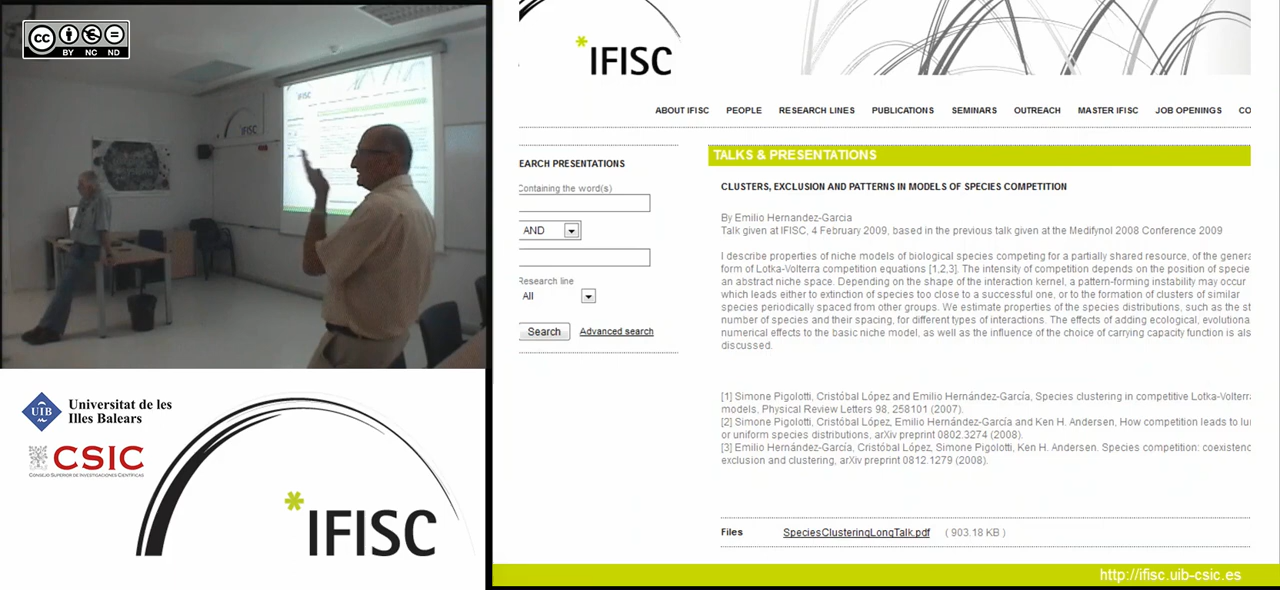 cc
BY NC ND
IFISC
IFISC
Universitat de les
Illes Balears
UIB
CSIC
CONSEJO SUPERIOR DE INVESTIGACIONES CIENTÍFICAS
*IFISC
*IFISC
ABOUT IFISC PEOPLE RESEARCH LINES PUBLICATIONS SEMINARS OUTREACH MASTER IFISC JOB OPENINGS CO
EARCH PRESENTATIONS
Containing the word(s)
AND
Research line
All
Search Advanced search
TALKS & PRESENTATIONS
CLUSTERS, EXCLUSION AND PATTERNS IN MODELS OF SPECIES COMPETITION
By Emilio Hernandez-Garcia
Talk given at IFISC, 4 February 2009, based in the previous talk given at the Medifynol 2008 Conference 2009
I describe properties of niche models of biological species competing for a partially shared resource, of the genera
form of Lotka-Volterra competition equations [1,2,3]. The intensity of competition depends on the position of specie
an abstract niche space. Depending on the shape of the interaction kernel, a pattern-forming instability may occur
which leads either to extinction of species too close to a successful one, or to the formation of clusters of similar
species periodically spaced from other groups. We estimate properties of the species distributions, such as the st
number of species and their spacing, for different types of interactions. The effects of adding ecological, evolutiona
numerical effects to the basic niche model, as well as the influence of the choice of carrying capacity function is als
discussed.
[1] Simone Pigolotti, Cristóbal López and Emilio Hernández-García, Species clustering in competitive Lotka-Volterra
models, Physical Review Letters 98, 258101 (2007).
[2] Simone Pigolotti, Cristóbal López, Emilio Hernández-García and Ken H. Andersen, How competition leads to lu
or uniform species distributions, arXiv preprint 0802.3274 (2008).
[3] Emilio Hernández-García, Cristóbal López, Simone Pigolotti, Ken H. Andersen. Species competition: coexistenc
exclusion and clustering, arXiv preprint 0812.1279 (2008).
Files SpeciesClusteringLongTalk.pdf ( 903.18 KB )
http://ifisc.uib-csic.es